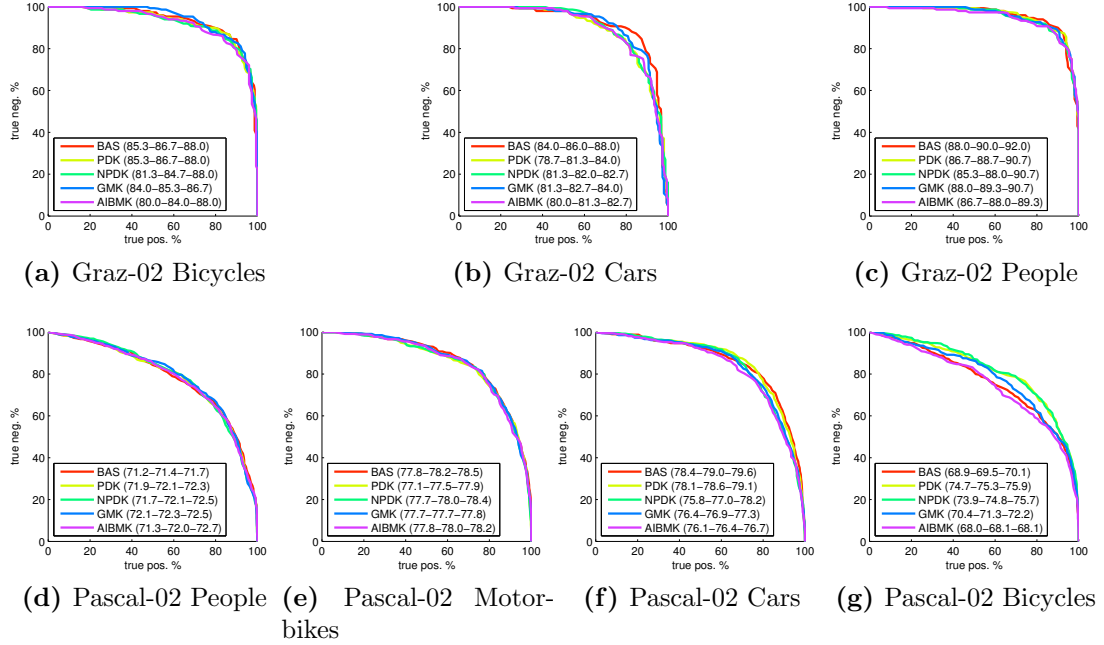 100
80
60
40
20
0
true neg. %
BAS (85.3–86.7–88.0)
PDK (85.3–86.7–88.0)
NPDK (81.3–84.7–88.0)
GMK (84.0–85.3–86.7)
AIBMK (80.0–84.0–88.0)
0 20 40 60 80 100
true pos. %
(a) Graz-02 Bicycles
100
80
60
40
20
0
true neg. %
BAS (84.0–86.0–88.0)
PDK (78.7–81.3–84.0)
NPDK (81.3–82.0–82.7)
GMK (81.3–82.7–84.0)
AIBMK (80.0–81.3–82.7)
0 20 40 60 80 100
true pos. %
(b) Graz-02 Cars
100
80
60
40
20
0
true neg. %
BAS (88.0–90.0–92.0)
PDK (86.7–88.7–90.7)
NPDK (85.3–88.0–90.7)
GMK (88.0–89.3–90.7)
AIBMK (86.7–88.0–89.3)
0 20 40 60 80 100
true pos. %
(c) Graz-02 People
100
80
60
40
20
0
true neg. %
BAS (71.2–71.4–71.7)
PDK (71.9–72.1–72.3)
NPDK (71.7–72.1–72.5)
GMK (72.1–72.3–72.5)
AIBMK (71.3–72.0–72.7)
0 20 40 60 80 100
true pos. %
(d) Pascal-02 People
100
80
60
40
20
0
true neg. %
BAS (77.8–78.2–78.5)
PDK (77.1–77.5–77.9)
NPDK (77.7–78.0–78.4)
GMK (77.7–77.7–77.8)
AIBMK (77.8–78.0–78.2)
0 20 40 60 80 100
true pos. %
(e) Pascal-02 Motor-
bikes
100
80
60
40
20
0
true neg. %
BAS (78.4–79.0–79.6)
PDK (78.1–78.6–79.1)
NPDK (75.8–77.0–78.2)
GMK (76.4–76.9–77.3)
AIBMK (76.1–76.4–76.7)
0 20 40 60 80 100
true pos. %
(f) Pascal-02 Cars
100
80
60
40
20
0
true neg. %
BAS (68.9–69.5–70.1)
PDK (74.7–75.3–75.9)
NPDK (73.9–74.8–75.7)
GMK (70.4–71.3–72.2)
AIBMK (68.0–68.1–68.1)
0 20 40 60 80 100
true pos. %
(g) Pascal-02 Bicycles